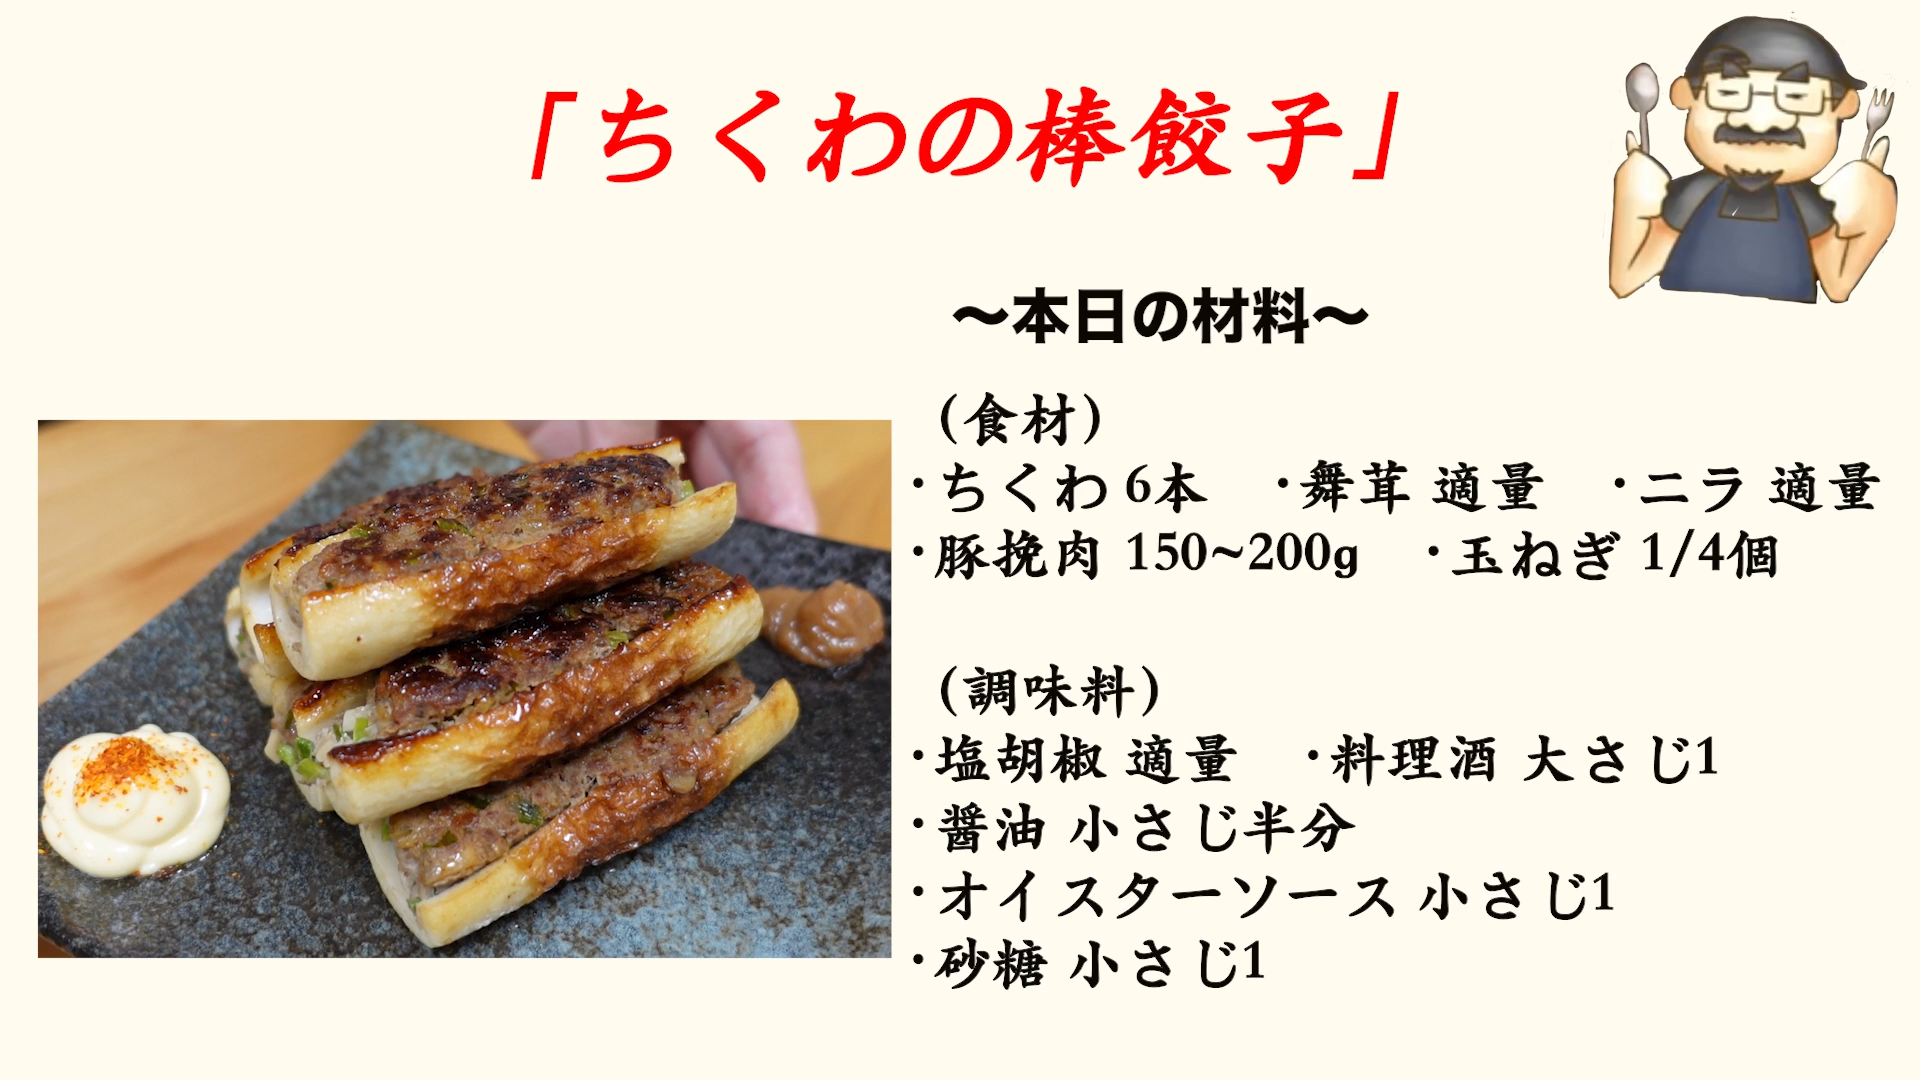 「ちくわの棒餃子」
〜本日の材料〜
（食材）
・ちくわ 6本　・舞茸 適量　・ニラ 適量
・豚挽肉 150~200g　・玉ねぎ 1/4個
（調味料）
・塩胡椒 適量　・料理酒 大さじ1
・醤油 小さじ半分
・オイスターソース 小さじ1
・砂糖 小さじ1